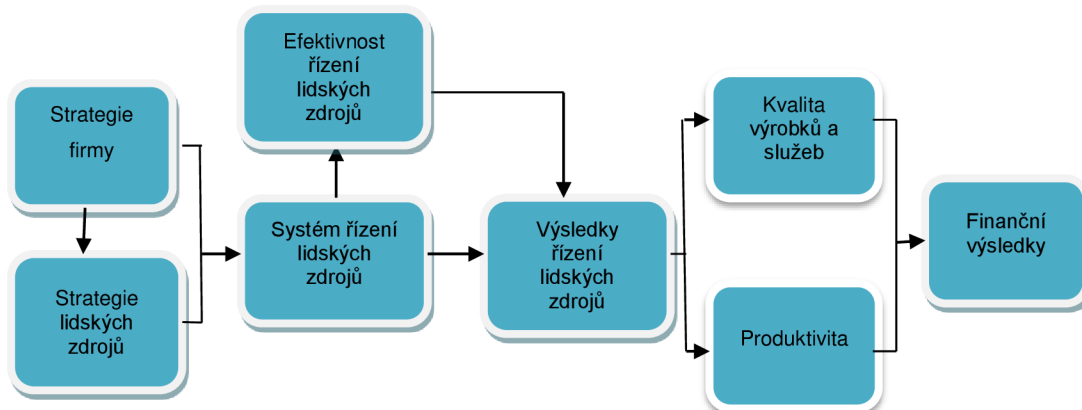 Strategie
firmy
Strategie
lidských
zdrojů
Efektivnost
řízení
lidských
zdrojů
Systém řízení
lidských
zdrojů
Výsledky
řízení
lidských
zdrojů
Kvalita
výrobků a
služeb
Produktivita
Finanční
výsledky